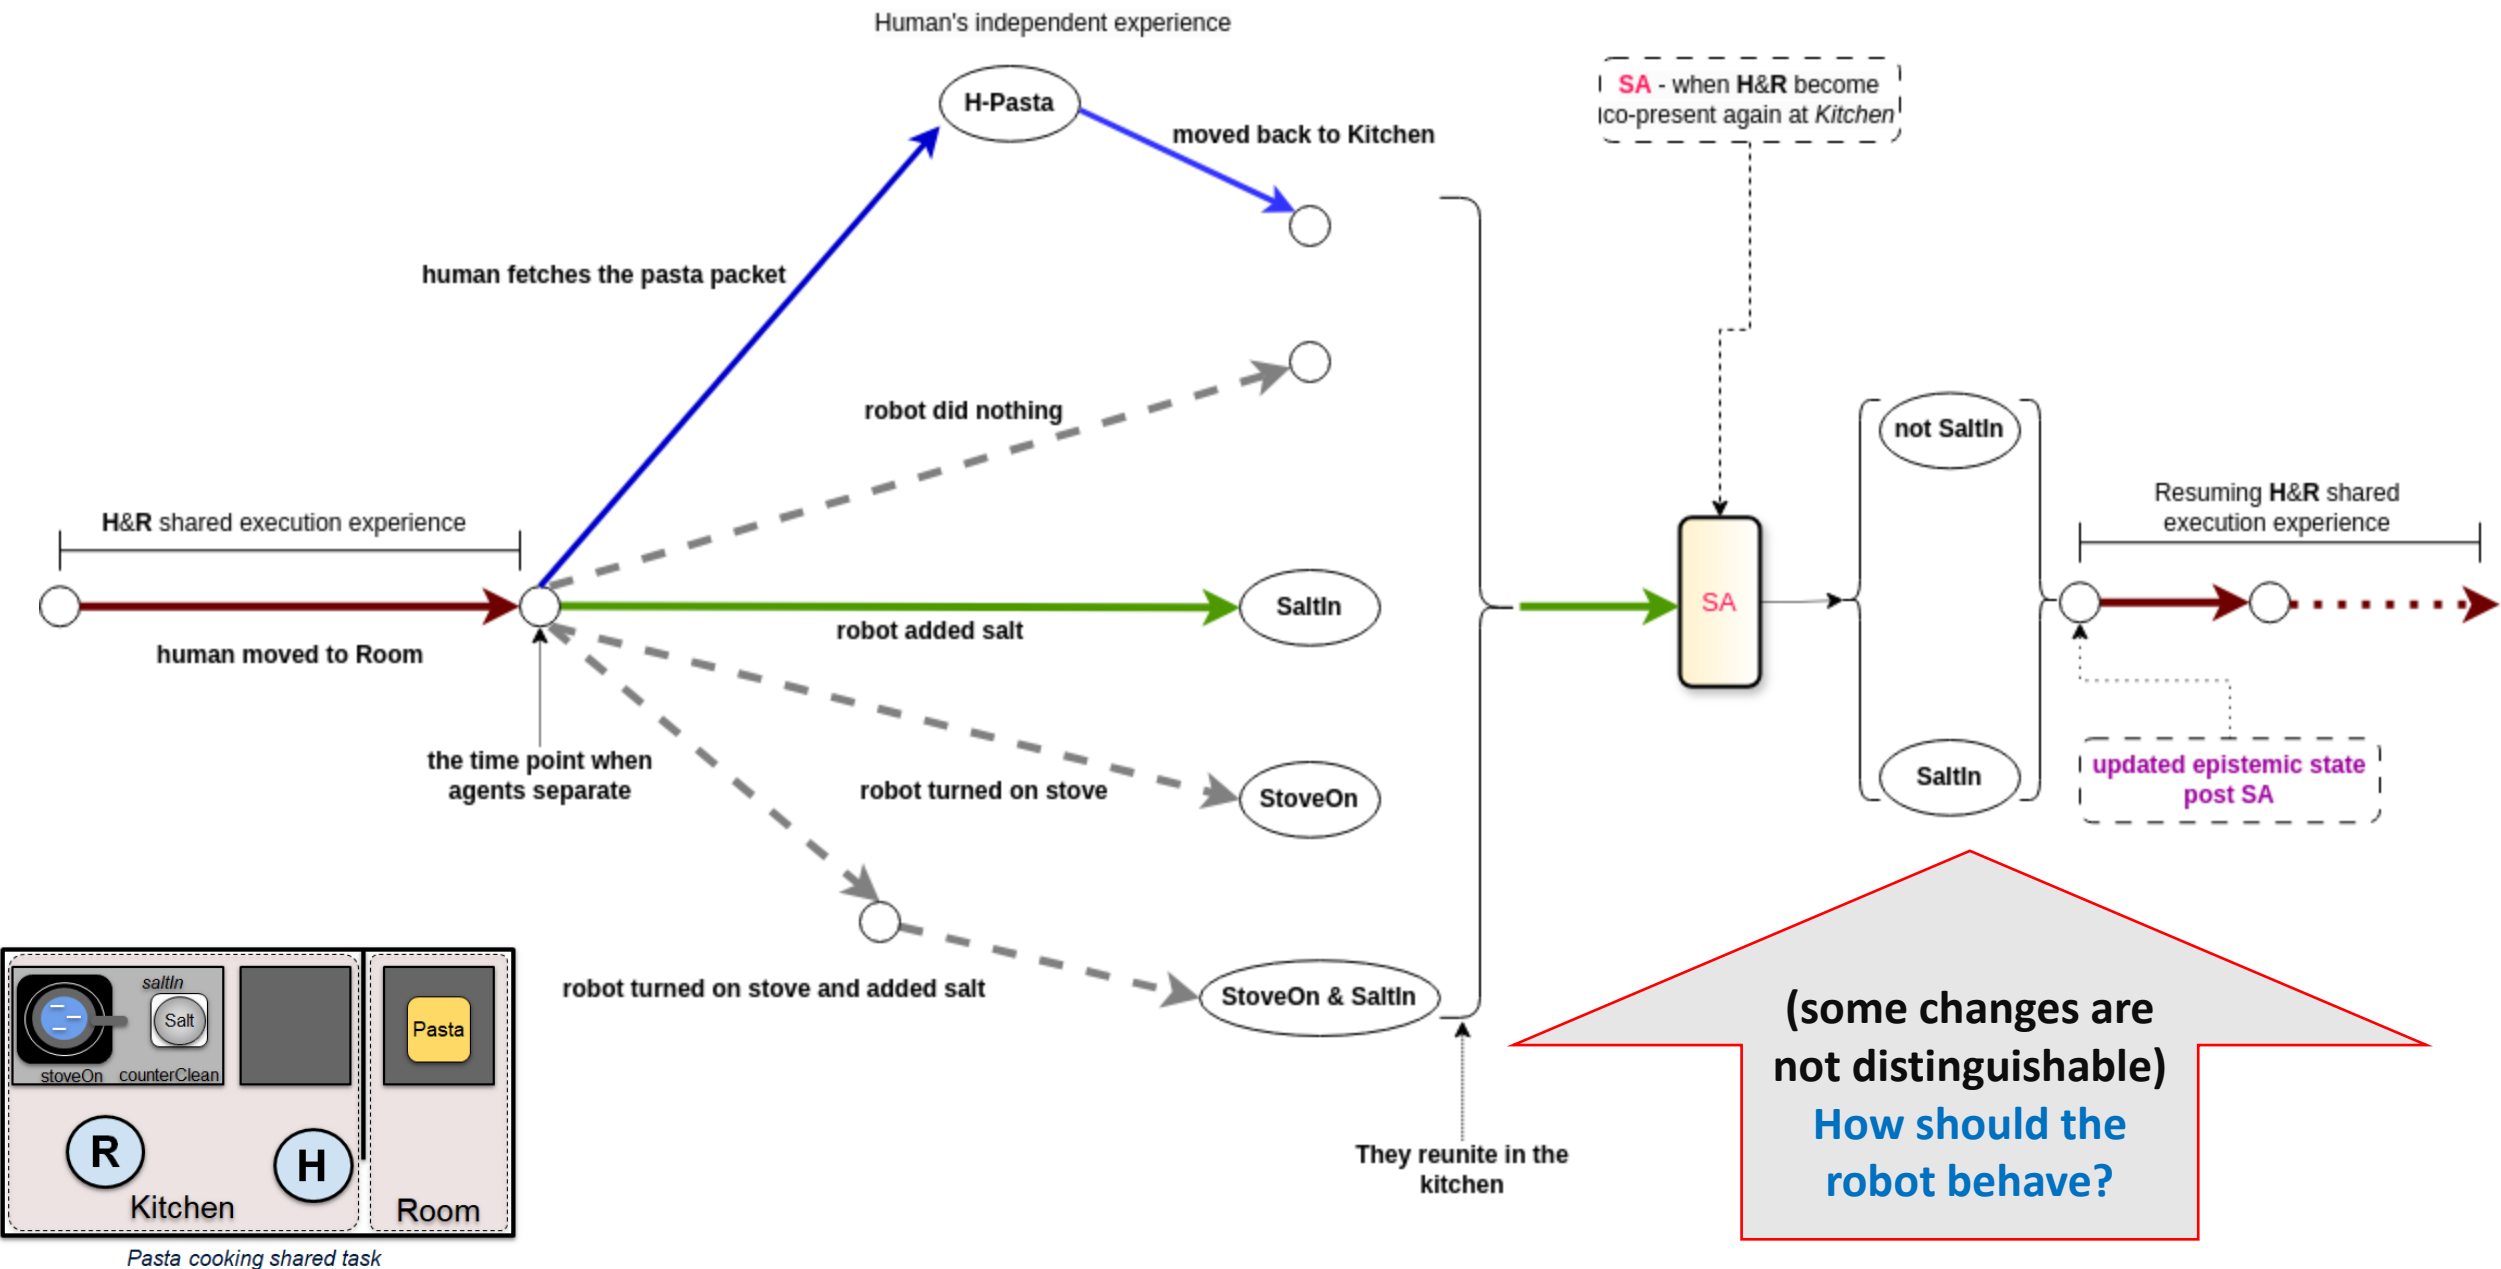 Human's independent experience
H-Pasta
SA - when H&R become
co-present again at Kitchen
moved back to Kitchen
human fetches the pasta packet
robot did nothing
not SaltIn
H&R shared execution experience
Resuming H&R shared
execution experience
SaltIn
SA
robot added salt
human moved to Room
the time point when
agents separate
robot turned on stove
StoveOn
SaltIn
updated epistemic state
post SA
robot turned on stove and added salt
StoveOn & SaltIn
They reunite in the
kitchen
(some changes are
not distinguishable)
How should the
robot behave?
saltIn
Salt
Pasta
stoveOn
counterClean
R
H
Kitchen
Room
Pasta cooking shared task